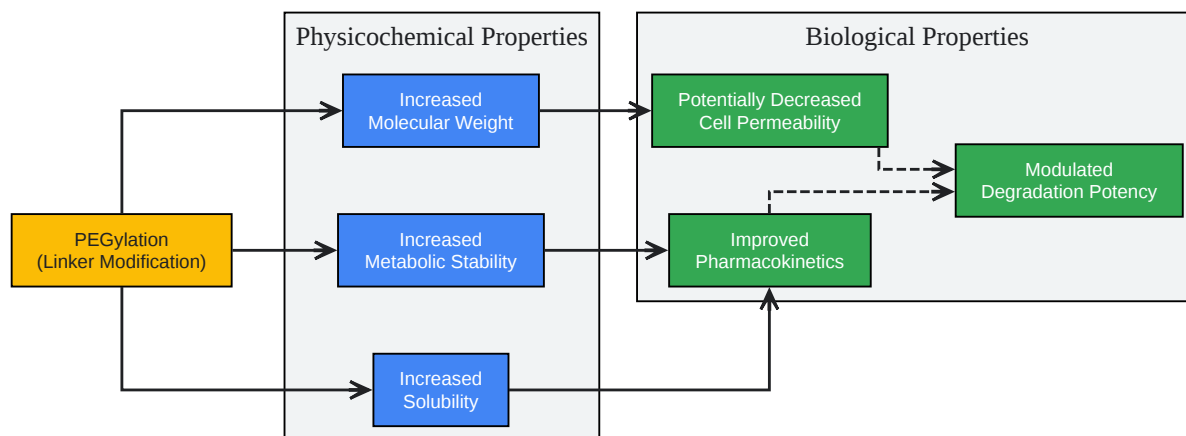 Physicochemical Properties
Biological Properties
Increased
Molecular Weight
Potentially Decreased
Cell Permeability
Modulated
Degradation Potency
PEGylation
(Linker Modification)
Increased
Metabolic Stability
Improved
Pharmacokinetics
Increased
Solubility